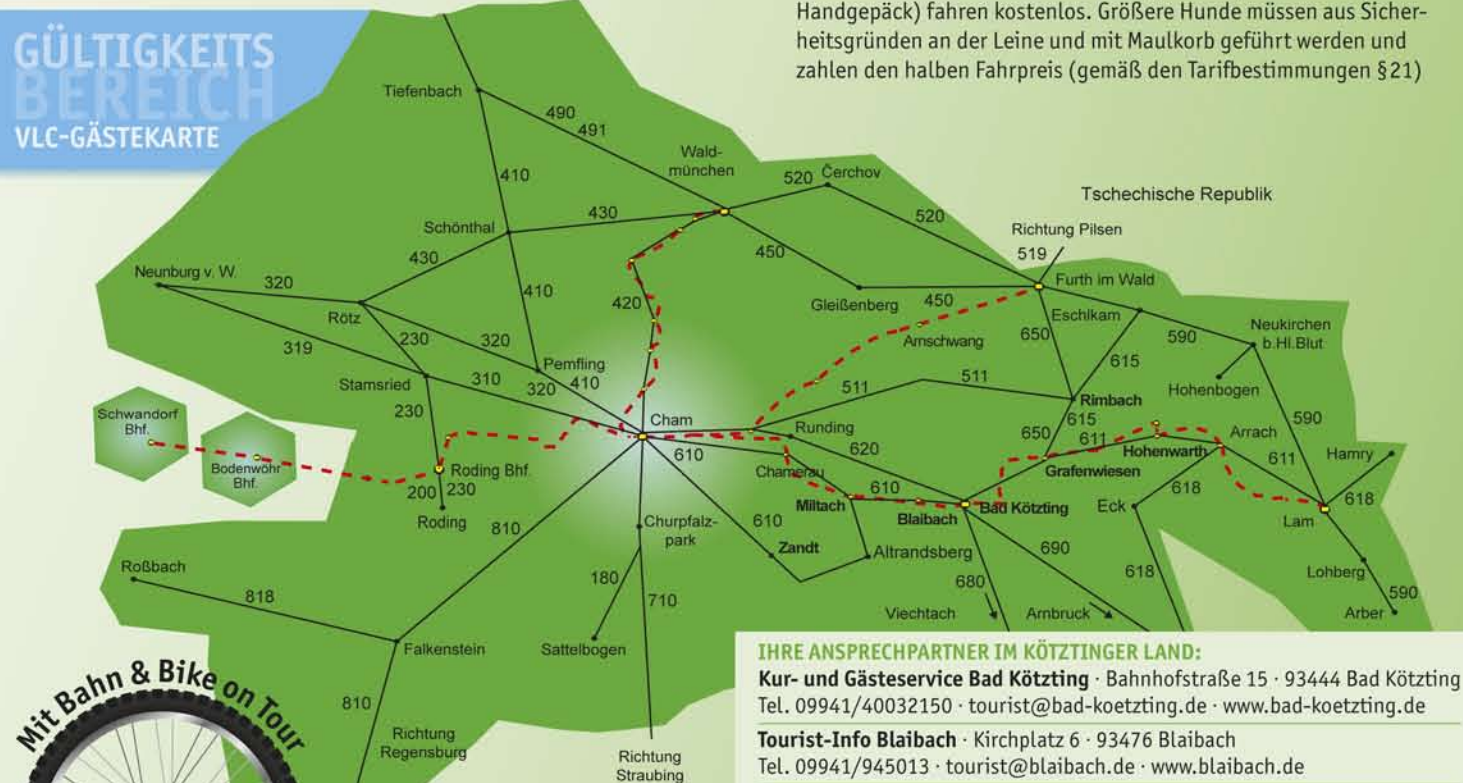 GÜLTIGKEITS
BEREICH
VLC-GÄSTEKARTE
Handgepäck) fahren kostenlos. Größere Hunde müssen aus Sicher-
heitsgründen an der Leine und mit Maulkorb geführt werden und
zahlen den halben Fahrpreis (gemäß den Tarifbestimmungen §21)
Tiefenbach
490
491
Wald-
münchen
410
520
Čerchov
Tschechische Republik
Schönthal
430
520
Richtung Pilsen
519
430
450
Neunburg v. W.
320
Furth im Wald
410
420
Gleißenberg
450
Rötz
Eschlkam
590
Neukirchen
b.Hl.Blut
319
230
320
Arnschwang
650
615
Pemfling
310
320
410
Stamsried
511
511
Hohenbogen
230
Rimbach
Schwandorf
Bhf.
Cham
615
590
Runding
650
611
Arrach
Bodenwöhr
Bhf.
Roding Bhf.
610
620
Hohenwarth
611
Hamry
Chamerau
Grafenwiesen
200
230
610
618
618
Miltach
Blaibach
Bad Kötzting
Eck
Lam
Roding
810
Churpfalz-
park
610
Zandt
Altrandsberg
690
Roßbach
180
680
618
Lohberg
818
710
590
Viechtach
Arnbruck
Arber
Falkenstein
Sattelbogen
Mit Bahn & Bike on Tour
810
Richtung
Regensburg
Richtung
Straubing
IHRE ANSPRECHPARTNER IM KÖTZTINGER LAND:
Kur- und Gästeservice Bad Kötzting · Bahnhofstraße 15 · 93444 Bad Kötzting
Tel. 09941/40032150 · tourist@bad-koetzting.de · www.bad-koetzting.de
Tourist-Info Blaibach · Kirchplatz 6 · 93476 Blaibach
Tel. 09941/945013 · tourist@blaibach.de · www.blaibach.de